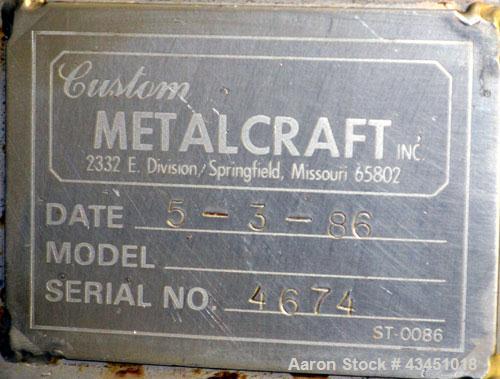 Custom
METALCRAFT INC.
2332 E. Division/Springfield, Missouri 65802
DATE 5-3-86
MODEL
SERIAL NO. 4674
ST-0086
Aaron Stock # 43451018